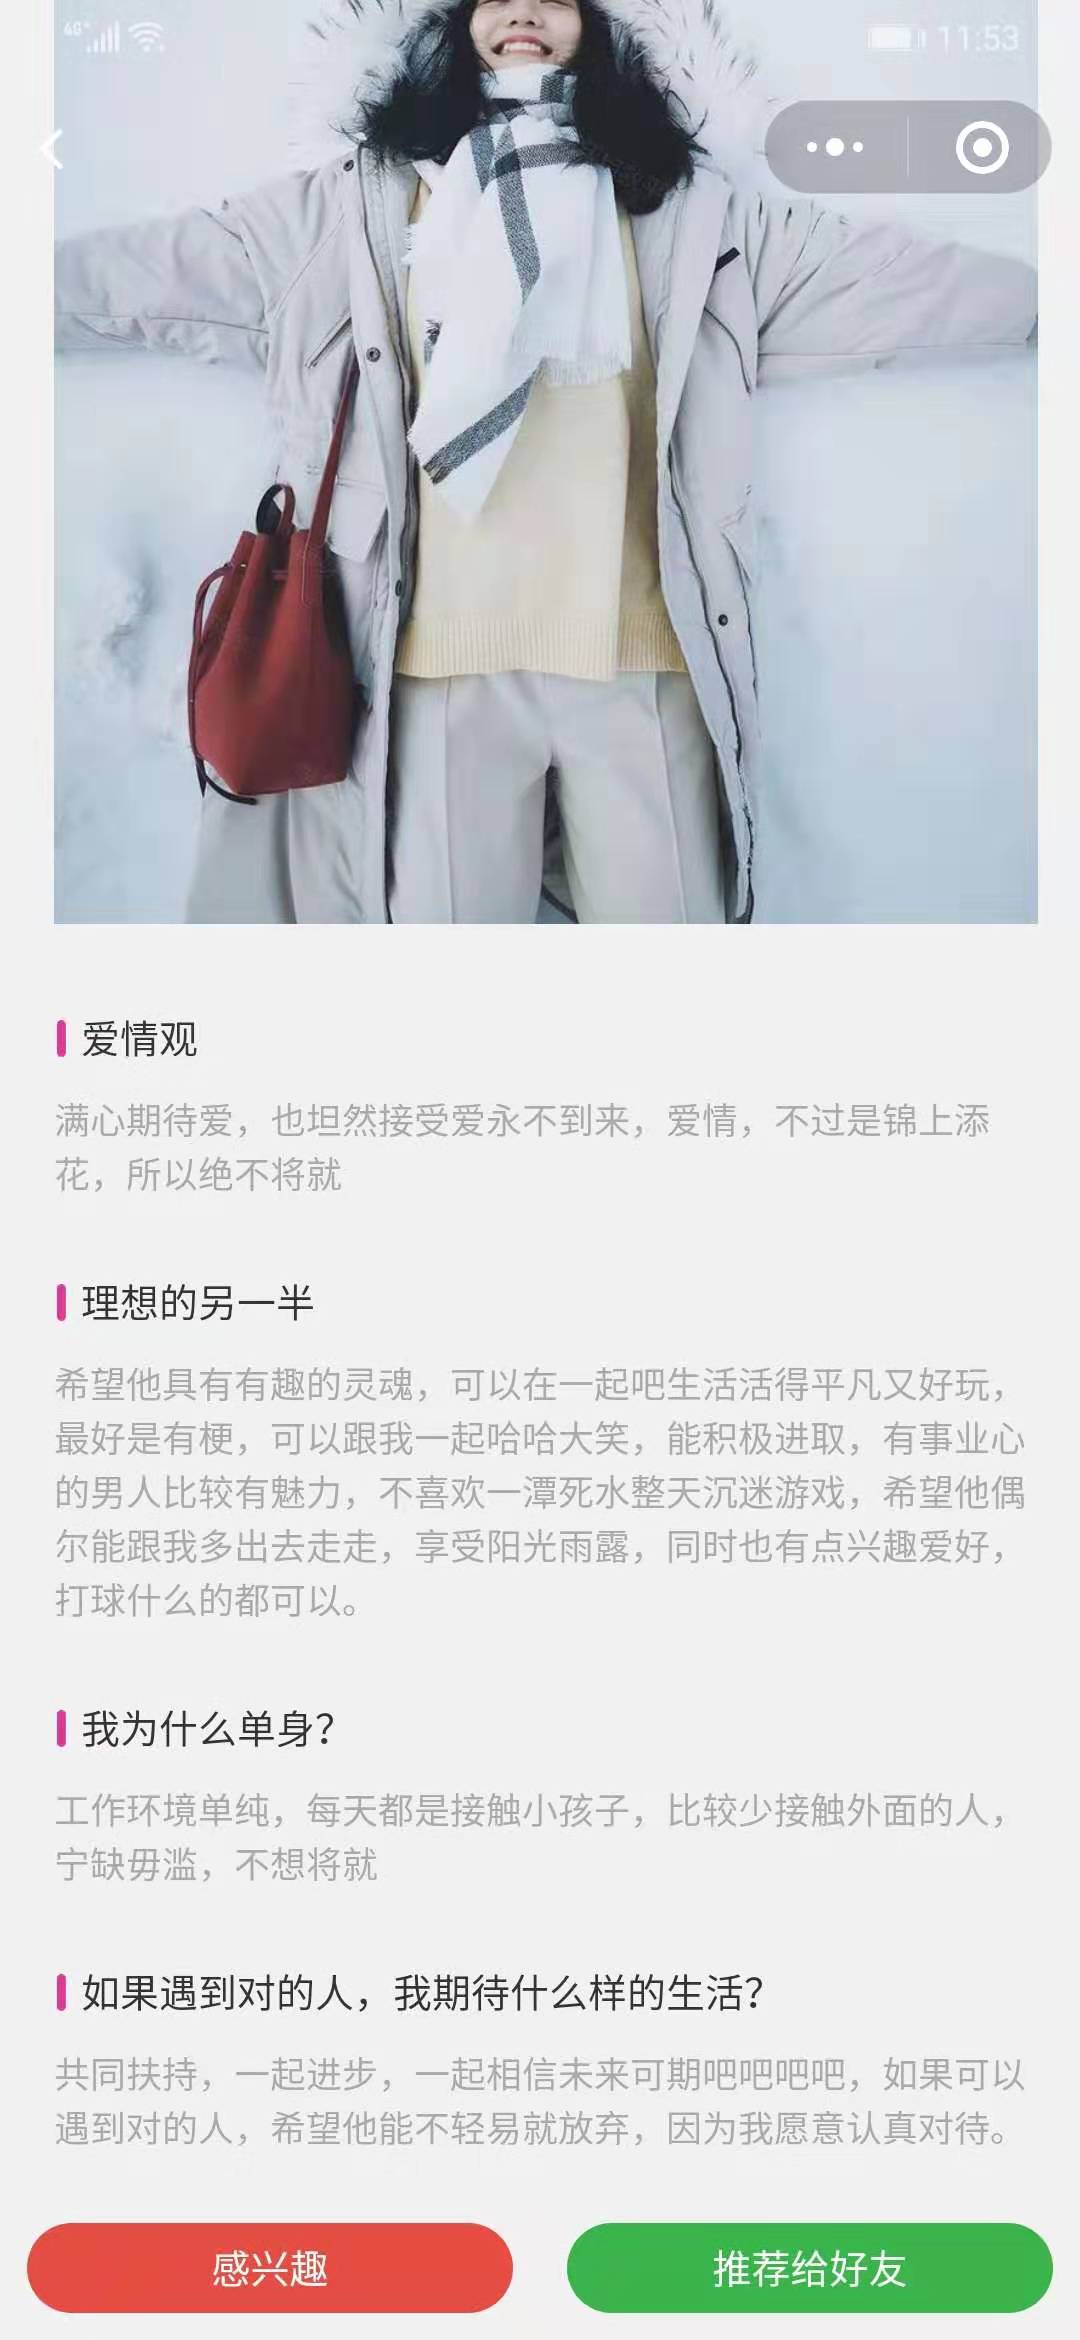 4G+ 11:53
爱情观
满心期待爱，也坦然接受爱永不到来，爱情，不过是锦上添
花，所以绝不将就
理想的另一半
希望他具有有趣的灵魂，可以在一起吧生活活得平凡又好玩，
最好是有梗，可以跟我一起哈哈大笑，能积极进取，有事业心
的男人比较有魅力，不喜欢一潭死水整天沉迷游戏，希望他偶
尔能跟我多出去走走，享受阳光雨露，同时也有点兴趣爱好，
打球什么的都可以。
我为什么单身？
工作环境单纯，每天都是接触小孩子，比较少接触外面的人，
宁缺毋滥，不想将就
如果遇到对的人，我期待什么样的生活？
共同扶持，一起进步，一起相信未来可期吧吧吧吧，如果可以
遇到对的人，希望他能不轻易就放弃，因为我愿意认真对待。
感兴趣 推荐给好友